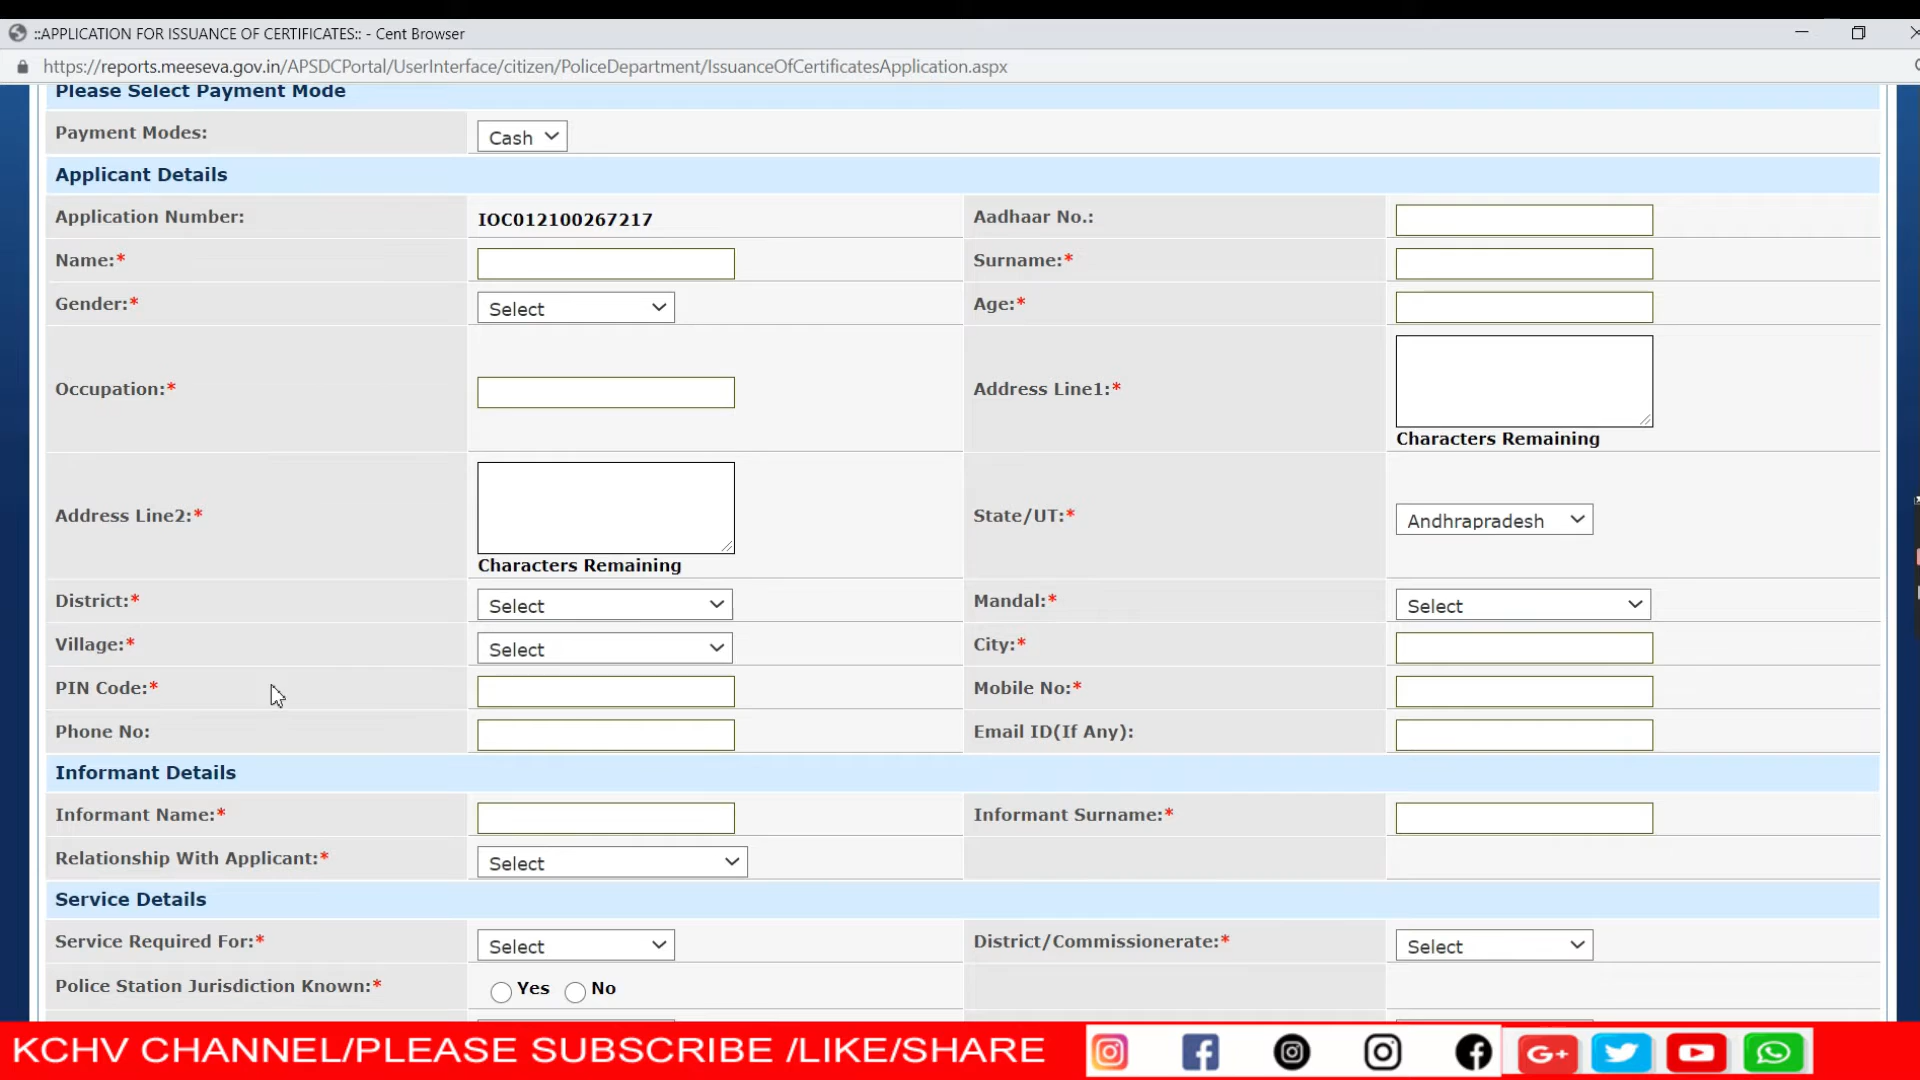 ::APPLICATION FOR ISSUANCE OF CERTIFICATES:: - Cent Browser
https://reports.meeseva.gov.in/APSDCPortal/UserInterface/citizen/PoliceDepartment/IssuanceOfCertificatesApplication.aspx
Please Select Payment Mode
Payment Modes: Cash
Applicant Details
Application Number: IOC012100267217 Aadhaar No.:
Name:* Surname:*
Gender:* Select Age:*
Occupation:* Address Line1:*
Characters Remaining
Address Line2:* State/UT:* Andhrapradesh
Characters Remaining
District:* Select Mandal:* Select
Village:* Select City:*
PIN Code:* Mobile No:*
Phone No: Email ID(If Any):
Informant Details
Informant Name:* Informant Surname:*
Relationship With Applicant:* Select
Service Details
Service Required For:* Select District/Commissionerate:* Select
Police Station Jurisdiction Known:* Yes No
KCHV CHANNEL/PLEASE SUBSCRIBE /LIKE/SHARE
G+